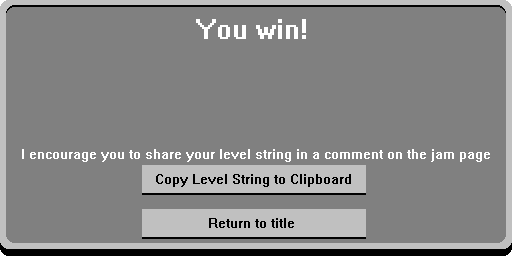 You win!
I encourage you to share your level string in a comment on the jam page
Copy Level String to Clipboard
Return to title